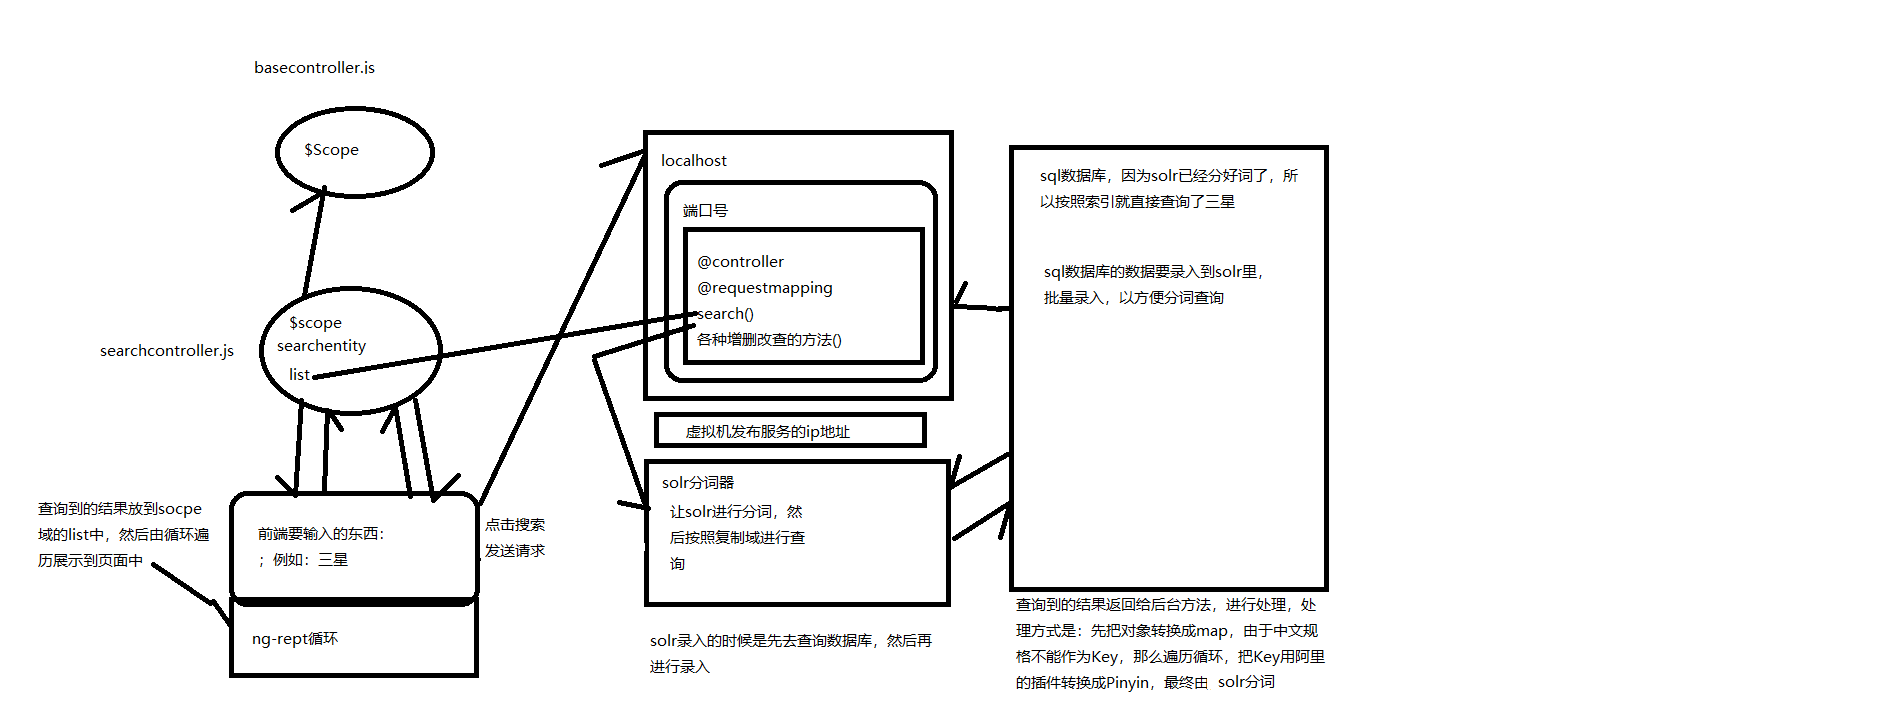 basecontroller.js
$Scope
searchcontroller.js
$scope
searchentity
list
查询到的结果放到socpe
域的list中，然后由循环遍
历展示到页面中
前端要输入的东西：
；例如：三星
点击搜索
发送请求
ng-rept循环
localhost
端口号
@controller
@requestmapping
search()
各种增删改查的方法()
虚拟机发布服务的ip地址
solr分词器
让solr进行分词，然
后按照复制域进行查
询
solr录入的时候是先去查询数据库，然后再
进行录入
sql数据库，因为solr已经分好词了，所
以按照索引就直接查询了三星
sql数据库的数据要录入到solr里，
批量录入，以方便分词查询
查询到的结果返回给后台方法，进行处理，处
理方式是：先把对象转换成map，由于中文规
格不能作为Key，那么遍历循环，把Key用阿里
的插件转换成Pinyin，最终由 solr分词